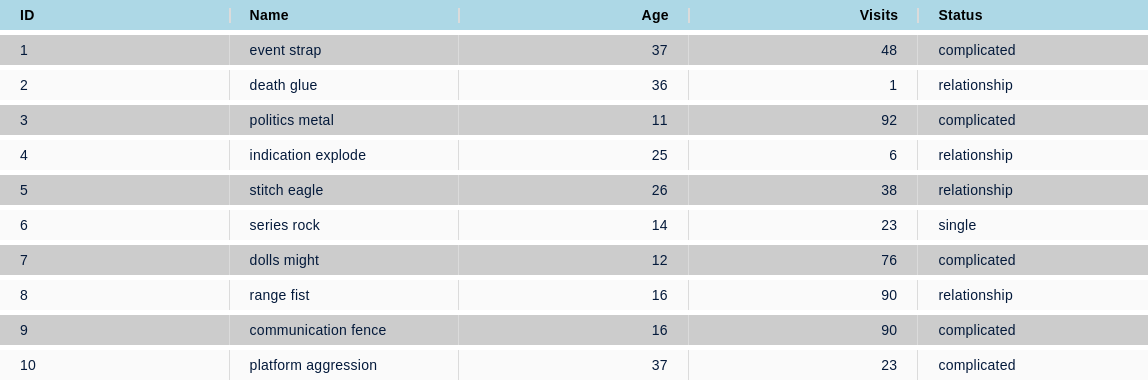 ID Name Age Visits Status
1 event strap 37 48 complicated
2 death glue 36 1 relationship
3 politics metal 11 92 complicated
4 indication explode 25 6 relationship
5 stitch eagle 26 38 relationship
6 series rock 14 23 single
7 dolls might 12 76 complicated
8 range fist 16 90 relationship
9 communication fence 16 90 complicated
10 platform aggression 37 23 complicated